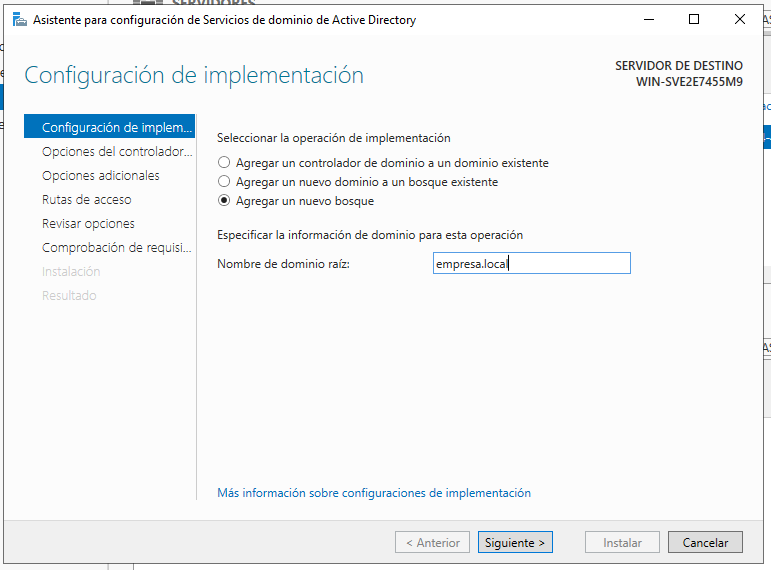 SERVIDORES
Asistente para configuración de Servicios de dominio de Active Directory
Configuración de implementación
SERVIDOR DE DESTINO
WIN-SVE2E7455M9
Configuración de implem...
Opciones del controlador...
Opciones adicionales
Rutas de acceso
Revisar opciones
Comprobación de requisi...
Instalación
Resultado
Seleccionar la operación de implementación
Agregar un controlador de dominio a un dominio existente
Agregar un nuevo dominio a un bosque existente
Agregar un nuevo bosque
Especificar la información de dominio para esta operación
Nombre de dominio raíz:
empresa.local
Más información sobre configuraciones de implementación
< Anterior
Siguiente >
Instalar
Cancelar